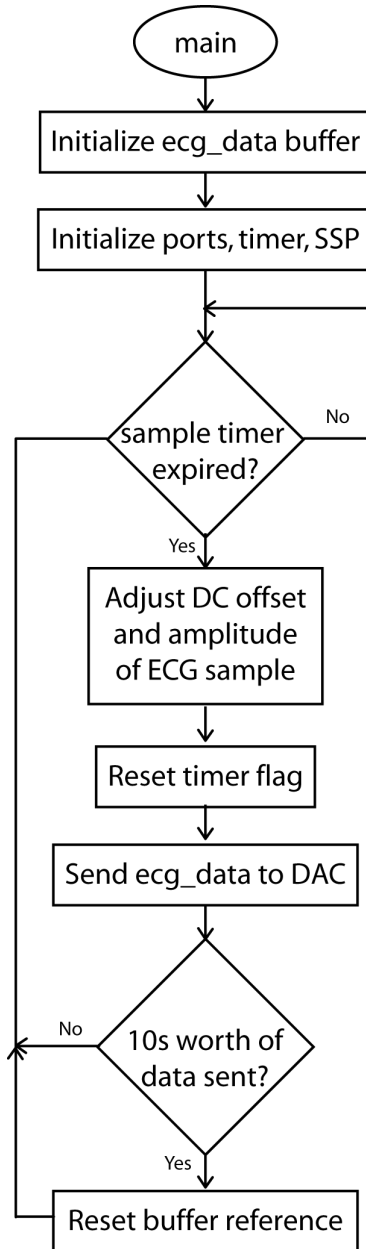 main
Initialize ecg_data buffer
Initialize ports, timer, SSP
No
sample timer
expired?
Yes
Adjust DC offset
and amplitude
of ECG sample
Reset timer flag
Send ecg_data to DAC
No
10s worth of
data sent?
Yes
Reset buffer reference